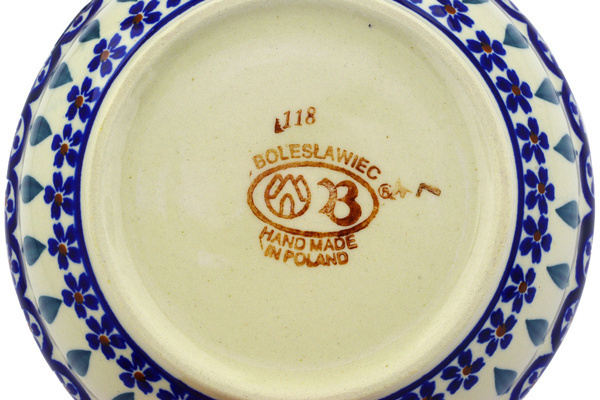 118
BOLESŁAWIEC
B
HAND MADE
IN POLAND